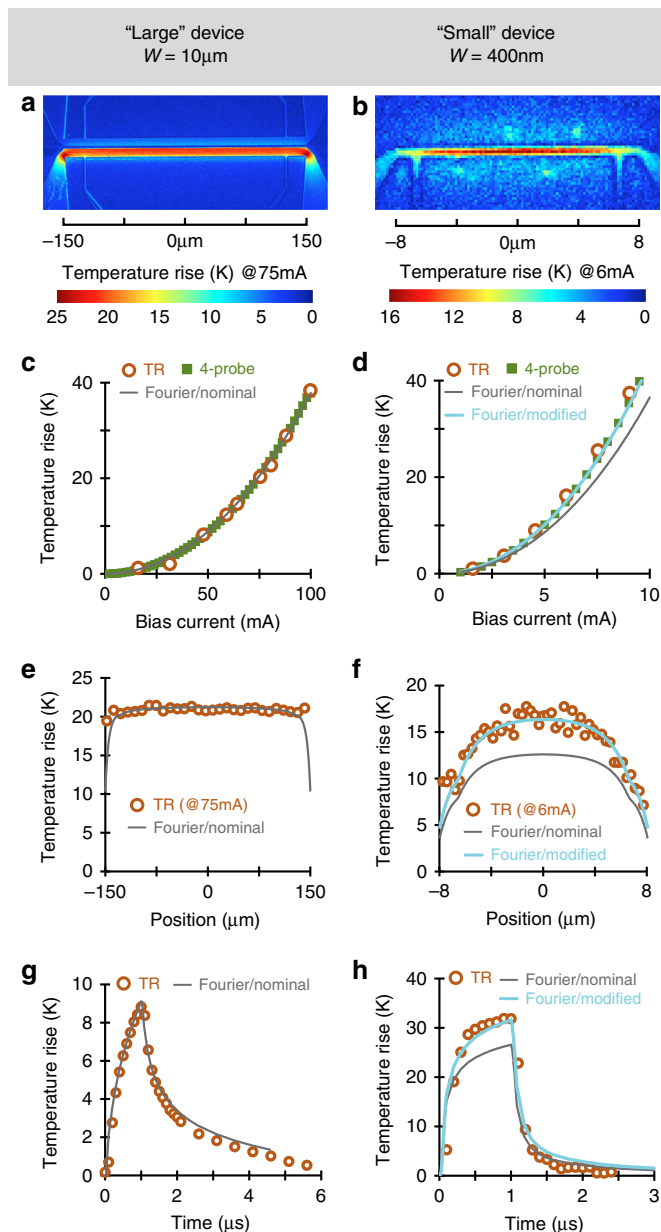 "Large" device
W = 10μm
"Small" device
W = 400nm
a
b
–150 0μm 150
–8 0μm 8
Temperature rise (K) @75mA
Temperature rise (K) @6mA
25 20 15 10 5 0
16 12 8 4 0
c
TR 4-probe
Fourier/nominal
Temperature rise (K)
40
20
0
0 50 100
Bias current (mA)
d
TR 4-probe
Fourier/nominal
Fourier/modified
Temperature rise (K)
40
20
0
0 5 10
Bias current (mA)
e
Temperature rise (K)
25
20
15
10
5
0
TR (@75mA)
Fourier/nominal
-150 0 150
Position (μm)
f
Temperature rise (K)
20
15
10
5
0
TR (@6mA)
Fourier/nominal
Fourier/modified
–8 0 8
Position (μm)
g
TR Fourier/nominal
Temperature rise (K)
10
8
6
4
2
0
0 2 4 6
Time (μs)
h
TR Fourier/nominal
Fourier/modified
Temperature rise (K)
40
30
20
10
0
0 1 2 3
Time (μs)